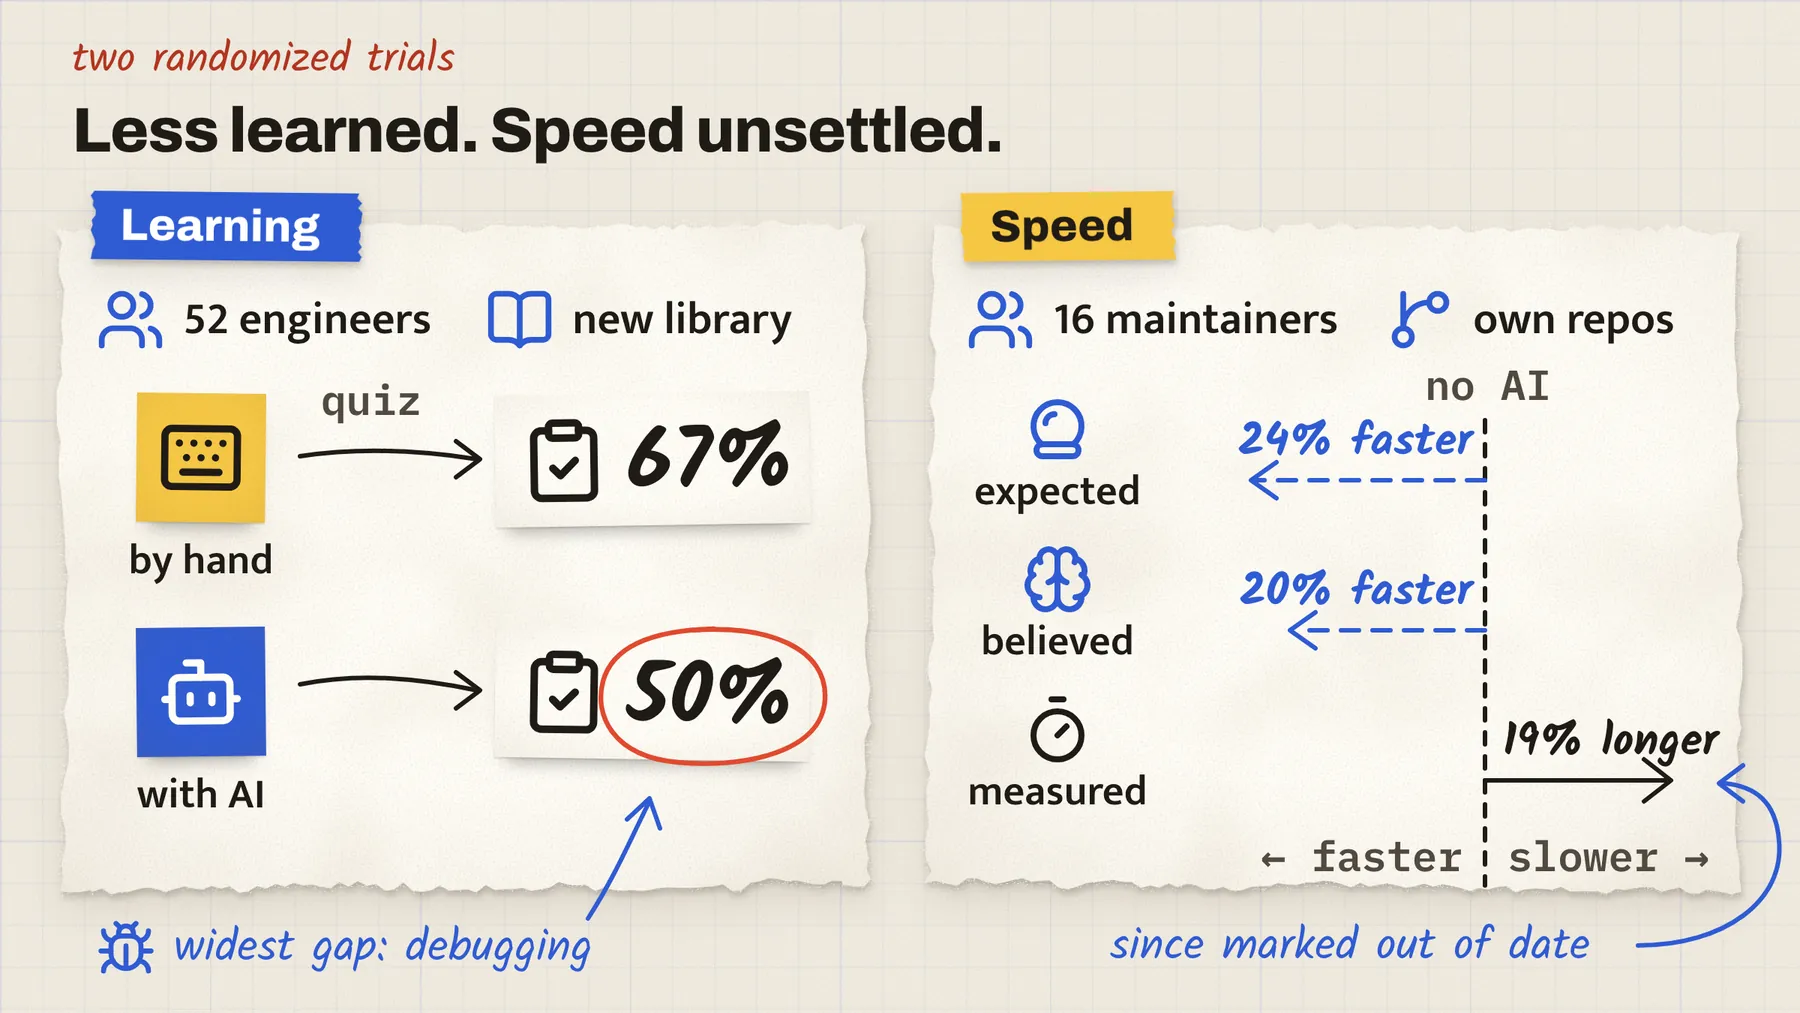 two randomized trials
Less learned. Speed unsettled.
Learning
52 engineers
new library
quiz
67%
by hand
50%
with AI
widest gap: debugging
Speed
16 maintainers
own repos
no AI
24% faster
expected
20% faster
believed
19% longer
measured
← faster
slower →
since marked out of date